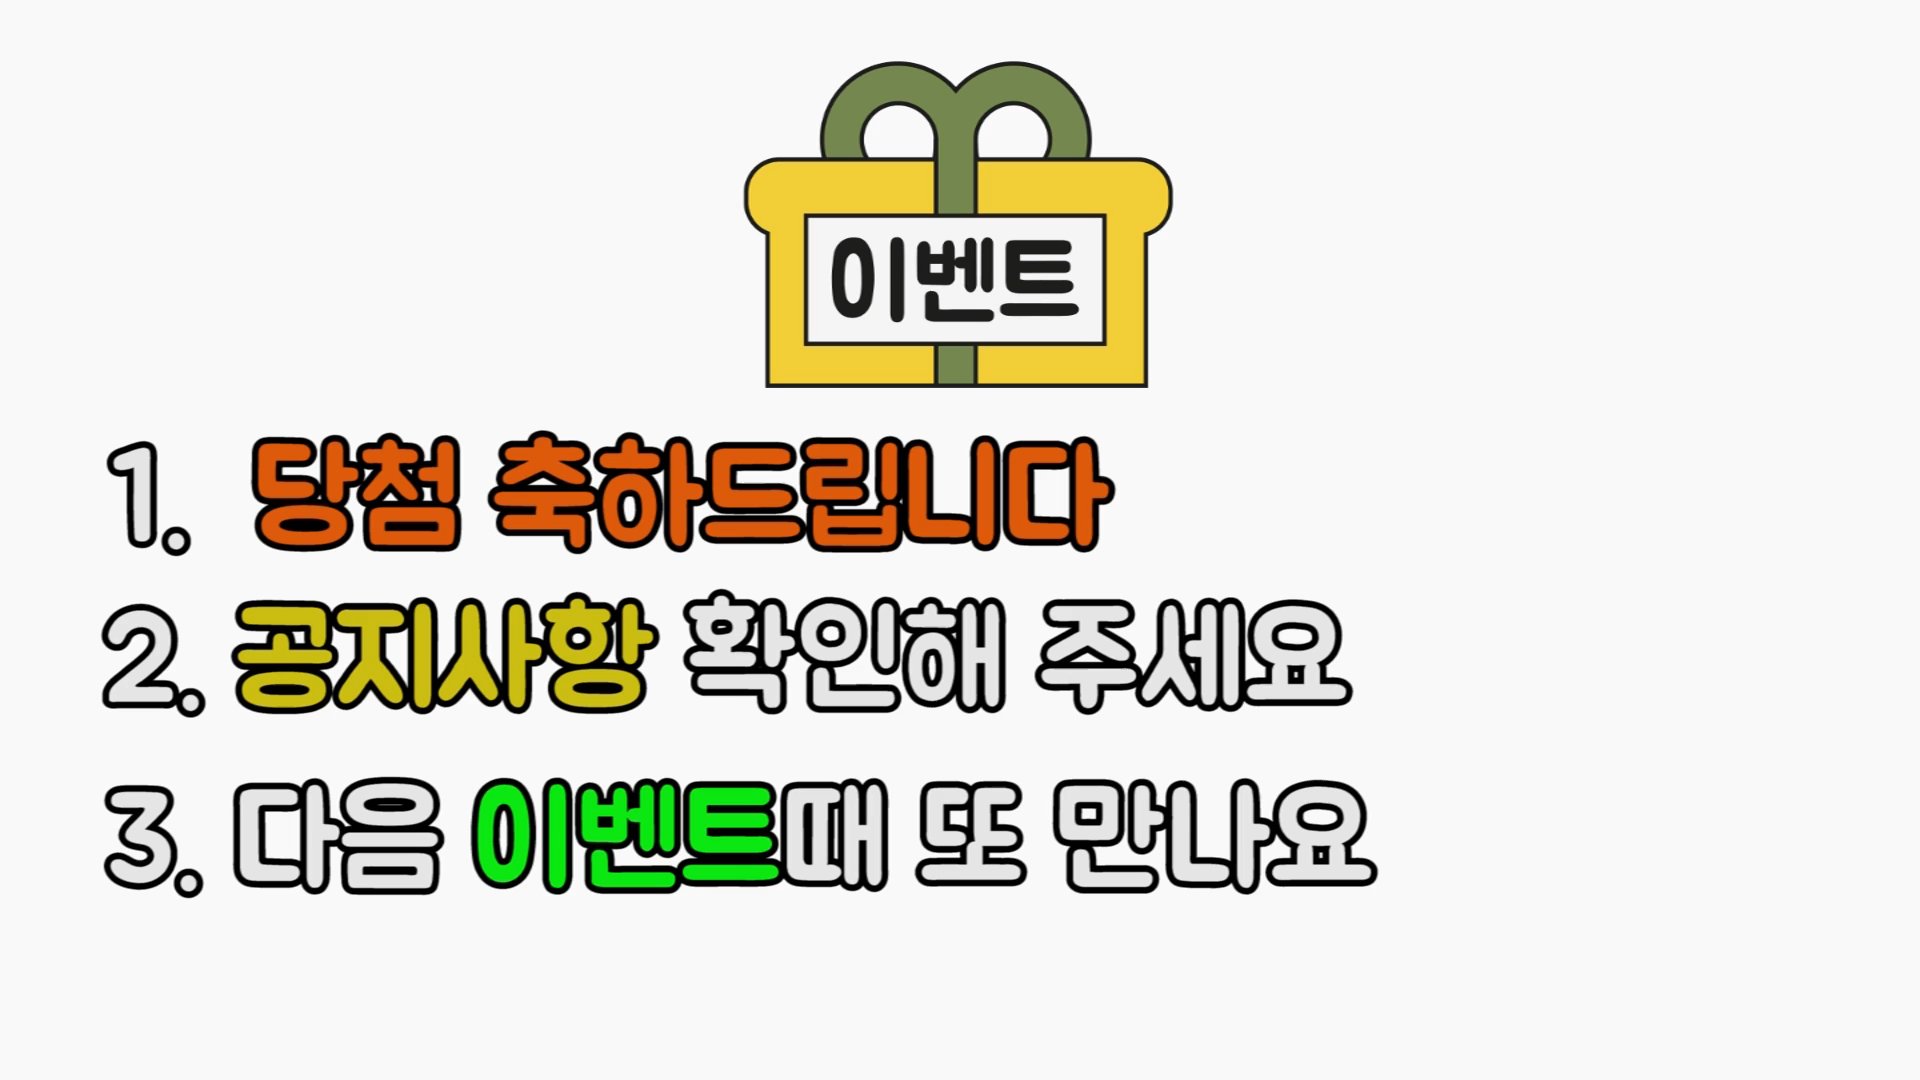 이벤트
1. 당첨 축하드립니다
2. 공지사항 확인해 주세요
3. 다음 이벤트때 또 만나요